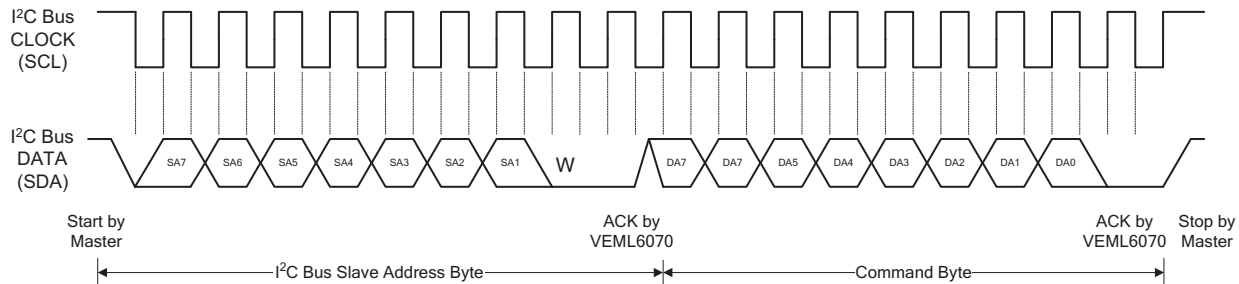 I²C Bus
CLOCK
(SCL)
I²C Bus
DATA
(SDA)
SA7 SA6 SA5 SA4 SA3 SA2 SA1 W DA7 DA7 DA5 DA4 DA3 DA2 DA1 DA0
Start by
Master
ACK by
VEML6070
ACK by
VEML6070
Stop by
Master
I²C Bus Slave Address Byte
Command Byte